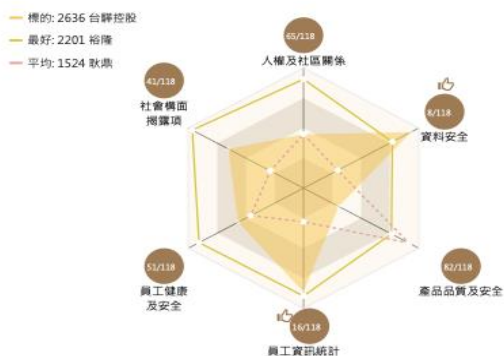 標的: 2636 台驊控股
最好: 2201 裕隆
平均: 1524 耿鼎
65/118
人權及社區關係
41/118
社會構面
揭露項
8/118
資料安全
51/118
員工健康
及安全
82/118
產品品質及安全
16/118
員工資訊統計